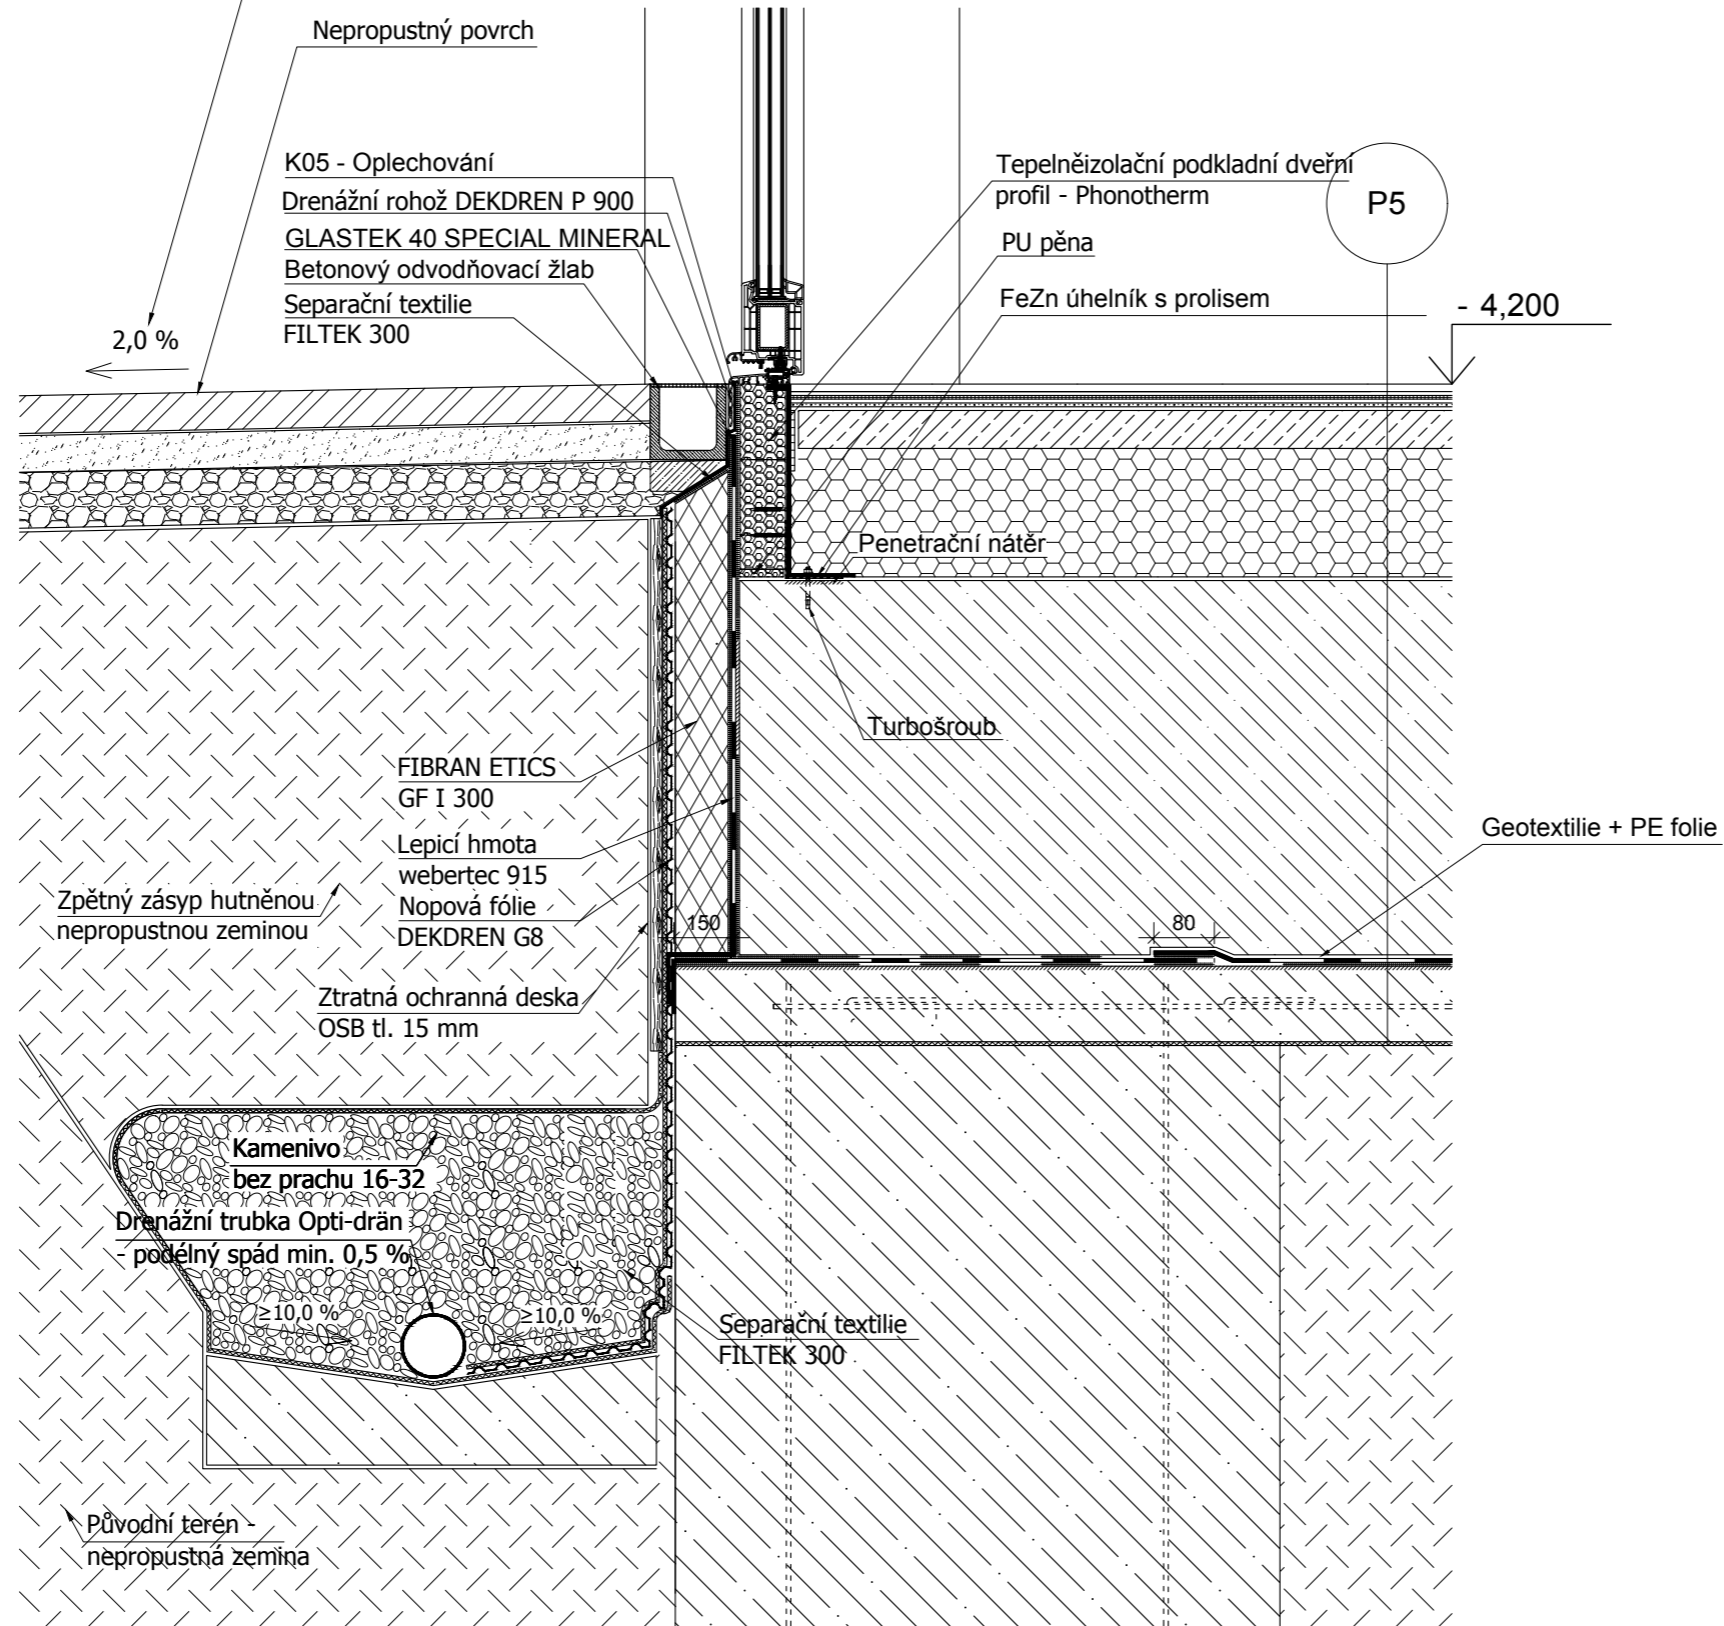 Nepropustný povrch
K05 - Oplechování
Drenážní rohož DEKDREN P 900
GLASTEK 40 SPECIAL MINERAL
Betonový odvodňovací žlab
Separační textilie
FILTEK 300
2,0 %
Tepelněizolační podkladní dveřní
profil - Phonotherm
PU pěna
FeZn úhelník s prolisem
P5
- 4,200
Penetrační nátěr
Turbošroub
FIBRAN ETICS
GF I 300
Lepicí hmota
webertec 915
Nopová fólie
DEKDREN G8
150
80
Geotextilie + PE folie
Zpětný zásyp hutněnou
nepropustnou zeminou
Ztratná ochranná deska
OSB tl. 15 mm
Kamenivo
bez prachu 16-32
Drenážní trubka Opti-drän
- podélný spád min. 0,5 %
≥10,0 %
≥10,0 %
Separační textilie
FILTEK 300
Původní terén -
nepropustná zemina